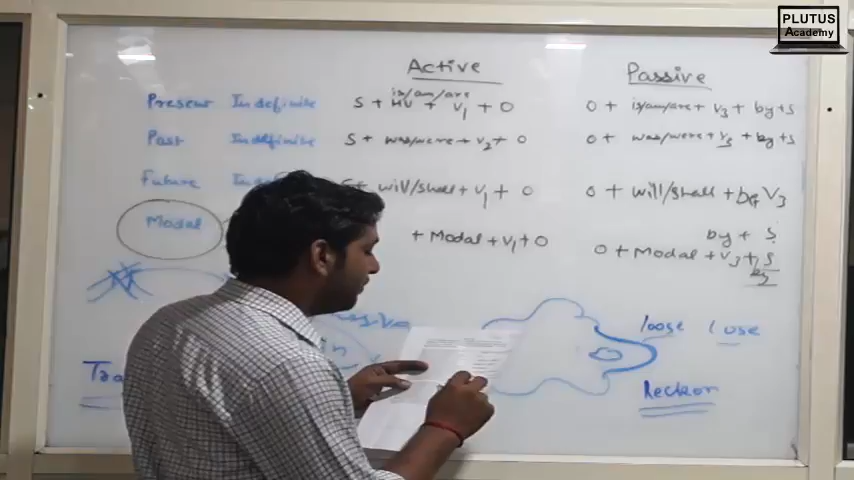 PLUTUS
Academy
Active Passive
is/am/are
Present Indefinite S + HV + V1 + O O + is/am/are + V3 + by + S
Past Indefinite S + was/were + V2 + O O + was/were + V3 + by + S
Future will/shall + V1 + O O + will/shall + be+ V3
Modal + Modal + V1 + O by + S
O + Modal + V3 + S
by
loose lose
Reckon